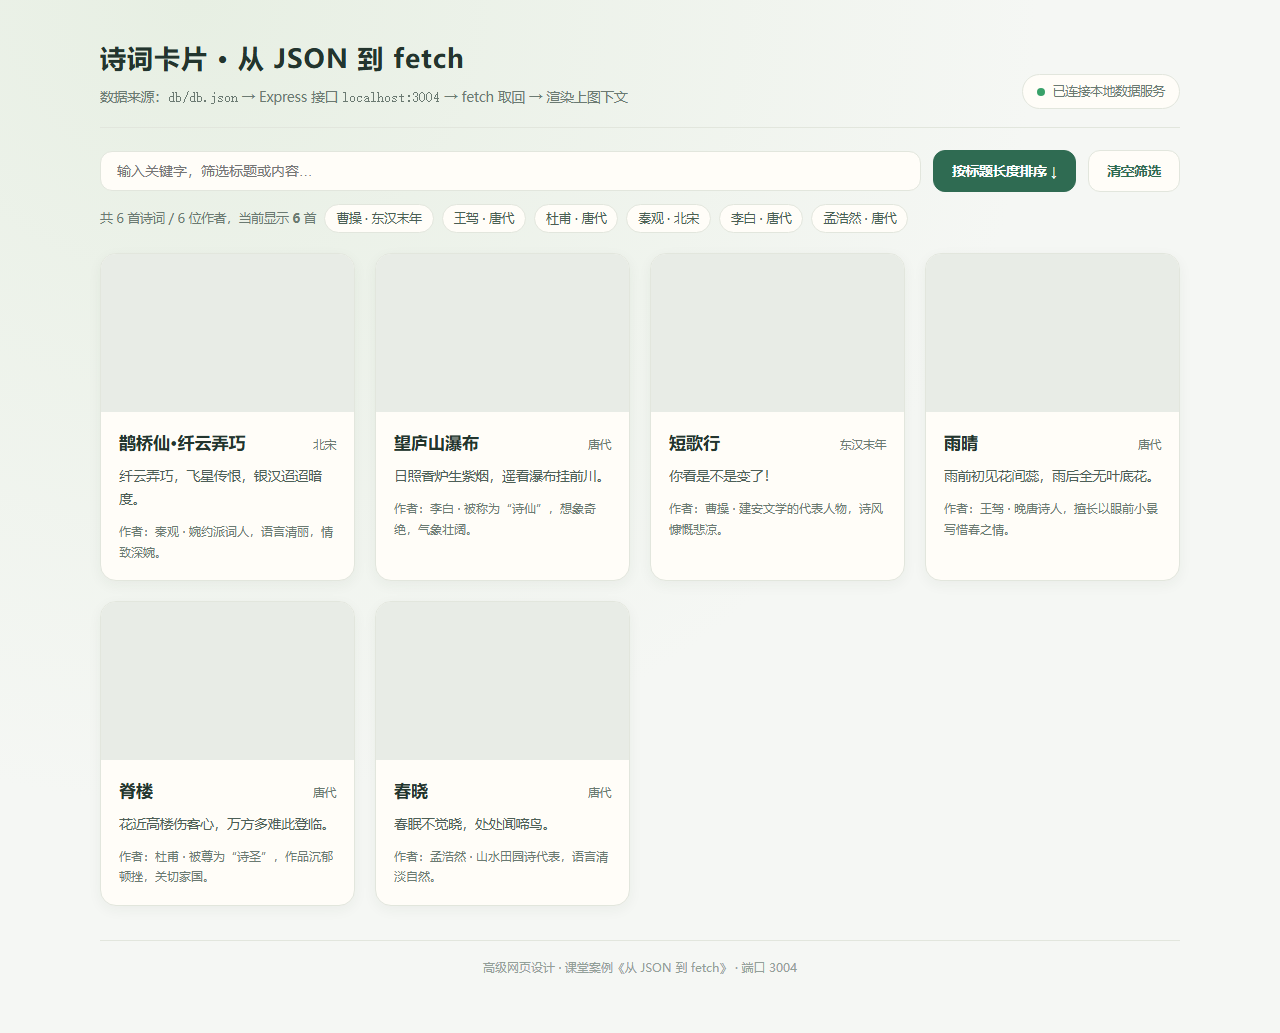 诗词卡片 · 从 JSON 到 fetch
数据来源：db/db.json → Express 接口 localhost:3004 → fetch 取回 → 渲染上图下文
已连接本地数据服务
输入关键字，筛选标题或内容…
按标题长度排序 ↓
清空筛选
共 6 首诗词 / 6 位作者，当前显示 6 首
曹操 · 东汉末年
王驾 · 唐代
杜甫 · 唐代
秦观 · 北宋
李白 · 唐代
孟浩然 · 唐代
鹊桥仙·纤云弄巧
北宋
纤云弄巧，飞星传恨，银汉迢迢暗
度。
作者：秦观 · 婉约派词人，语言清丽，情
致深婉。
望庐山瀑布
唐代
日照香炉生紫烟，遥看瀑布挂前川。
作者：李白 · 被称为“诗仙”，想象奇
绝，气象壮阔。
短歌行
东汉末年
你看是不是变了！
作者：曹操 · 建安文学的代表人物，诗风
慷慨悲凉。
雨晴
唐代
雨前初见花间蕊，雨后全无叶底花。
作者：王驾 · 晚唐诗人，擅长以眼前小景
写惜春之情。
脊楼
唐代
花近高楼伤客心，万方多难此登临。
作者：杜甫 · 被尊为“诗圣”，作品沉郁
顿挫，关切家国。
春晓
唐代
春眠不觉晓，处处闻啼鸟。
作者：孟浩然 · 山水田园诗代表，语言清
淡自然。
高级网页设计 · 课堂案例《从 JSON 到 fetch》 · 端口 3004